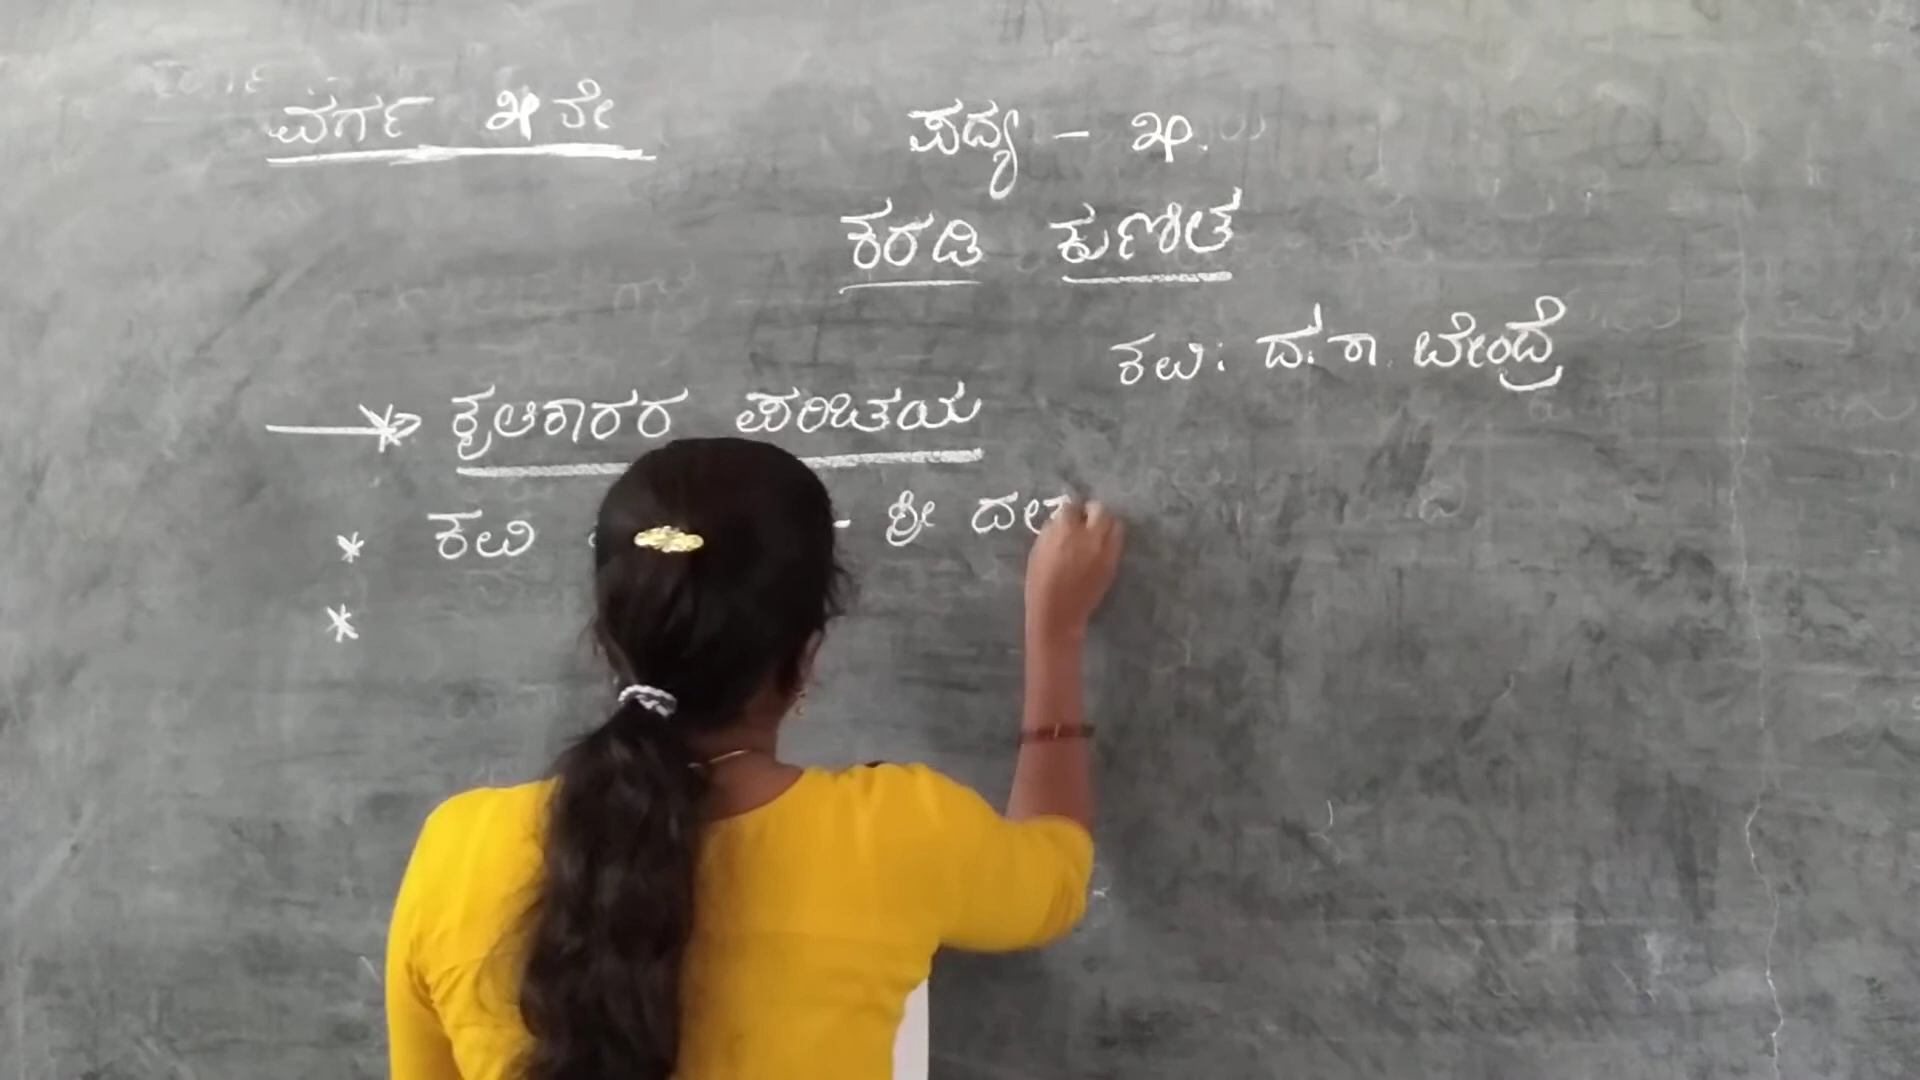 ವರ್ಗ ೫ನೇ
ಪದ್ಯ - ೫.
ಕರಡಿ ಕುಣಿತ
ಕವಿ: ದ. ರಾ. ಬೇಂದ್ರೆ
ಕೃತಿಕಾರರ ಪರಿಚಯ
* ಕವಿ - ಶ್ರೀ
*